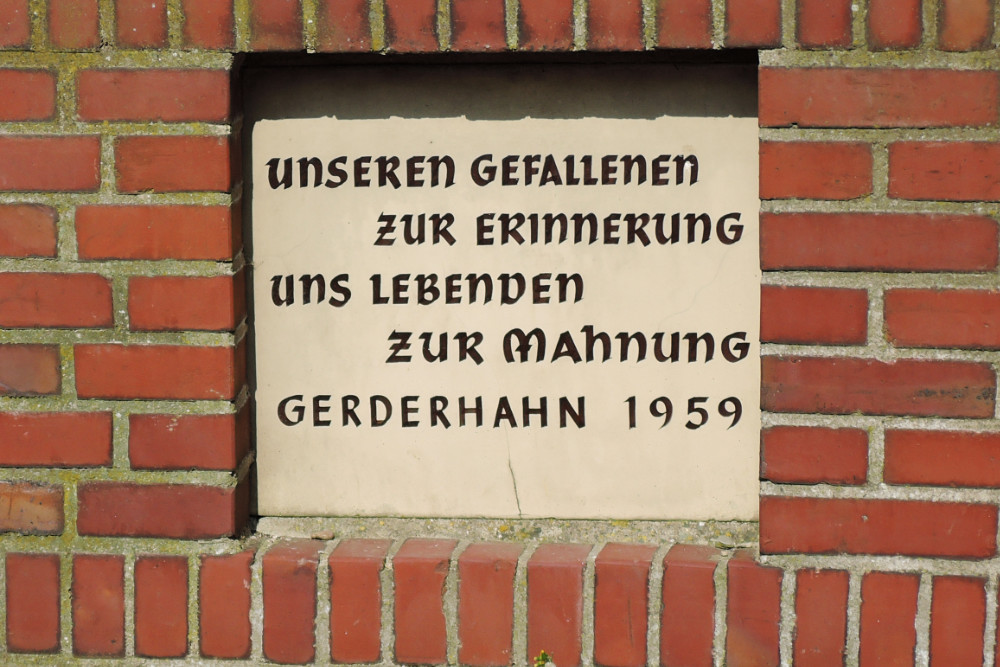 UNSEREN GEFALLENEN
ZUR ERINNERUNG
UNS LEBENDEN
ZUR MAHNUNG
GERDERHAHN 1959